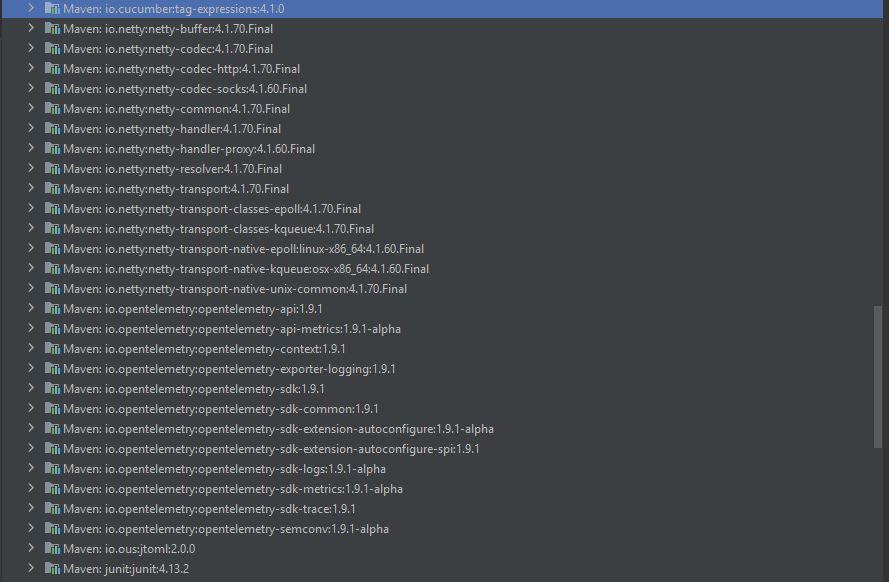 Maven: io.cucumber:tag-expressions:4.1.0
Maven: io.netty:netty-buffer:4.1.70.Final
Maven: io.netty:netty-codec:4.1.70.Final
Maven: io.netty:netty-codec-http:4.1.70.Final
Maven: io.netty:netty-codec-socks:4.1.60.Final
Maven: io.netty:netty-common:4.1.70.Final
Maven: io.netty:netty-handler:4.1.70.Final
Maven: io.netty:netty-handler-proxy:4.1.60.Final
Maven: io.netty:netty-resolver:4.1.70.Final
Maven: io.netty:netty-transport:4.1.70.Final
Maven: io.netty:netty-transport-classes-epoll:4.1.70.Final
Maven: io.netty:netty-transport-classes-kqueue:4.1.70.Final
Maven: io.netty:netty-transport-native-epoll:linux-x86_64:4.1.60.Final
Maven: io.netty:netty-transport-native-kqueue:osx-x86_64:4.1.60.Final
Maven: io.netty:netty-transport-native-unix-common:4.1.70.Final
Maven: io.opentelemetry:opentelemetry-api:1.9.1
Maven: io.opentelemetry:opentelemetry-api-metrics:1.9.1-alpha
Maven: io.opentelemetry:opentelemetry-context:1.9.1
Maven: io.opentelemetry:opentelemetry-exporter-logging:1.9.1
Maven: io.opentelemetry:opentelemetry-sdk:1.9.1
Maven: io.opentelemetry:opentelemetry-sdk-common:1.9.1
Maven: io.opentelemetry:opentelemetry-sdk-extension-autoconfigure:1.9.1-alpha
Maven: io.opentelemetry:opentelemetry-sdk-extension-autoconfigure-spi:1.9.1
Maven: io.opentelemetry:opentelemetry-sdk-logs:1.9.1-alpha
Maven: io.opentelemetry:opentelemetry-sdk-metrics:1.9.1-alpha
Maven: io.opentelemetry:opentelemetry-sdk-trace:1.9.1
Maven: io.opentelemetry:opentelemetry-semconv:1.9.1-alpha
Maven: io.ous:jtoml:2.0.0
Maven: junit:junit:4.13.2